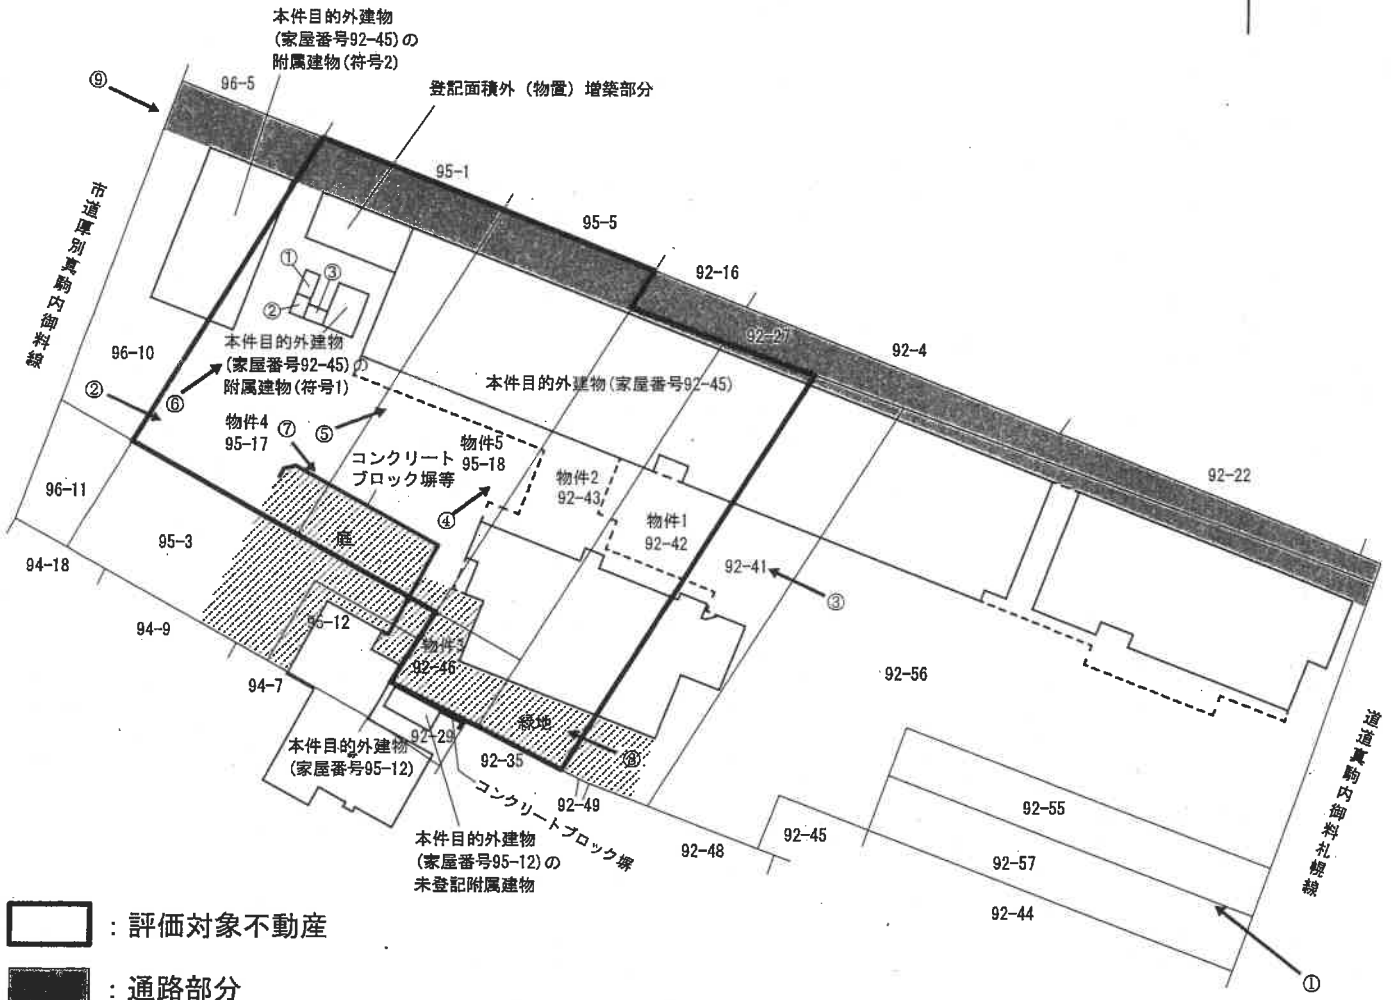 本件目的外建物
(家屋番号92-45)の
附属建物(符号2)
⑨
96-5
登記面積外（物置）増築部分
95-1
95-5
92-16
92-27
92-4
92-22
市道厚別真駒内御料線
①
③
②
本件目的外建物
(家屋番号92-45)の
附属建物(符号1)
96-10
②
⑥
本件目的外建物(家屋番号92-45)
物件4
95-17
⑦
⑤
コンクリート
ブロック塀等
物件5
95-18
④
物件2
92-43
物件1
92-42
96-11
95-3
庭
92-41
③
94-18
94-9
95-12
物件3
92-46
92-56
94-7
緑地
⑧
92-29
92-35
本件目的外建物
(家屋番号95-12)
コンクリートブロック塀
92-49
92-48
92-45
92-55
92-57
92-44
道道真駒内御料札幌線
①
本件目的外建物
(家屋番号95-12)の
未登記附属建物
：評価対象不動産
：通路部分